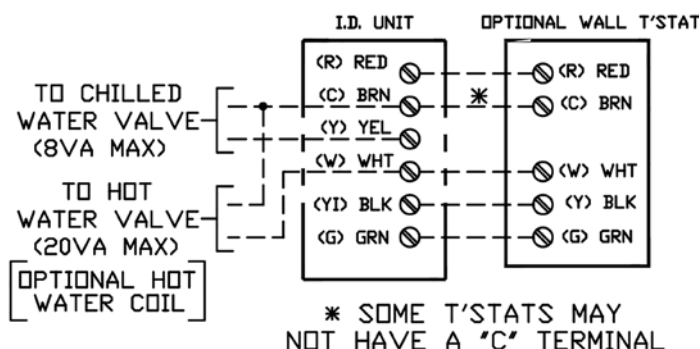 I.D. UNIT
OPTIONAL WALL T'STAT
(R) RED
(C) BRN
(Y) YEL
(W) WHT
(YI) BLK
(G) GRN
(R) RED
(C) BRN
(W) WHT
(Y) BLK
(G) GRN
*
TO CHILLED
WATER VALVE
(8VA MAX)
TO HOT
WATER VALVE
(20VA MAX)
OPTIONAL HOT
WATER COIL
* SOME T'STATS MAY
NOT HAVE A "C" TERMINAL